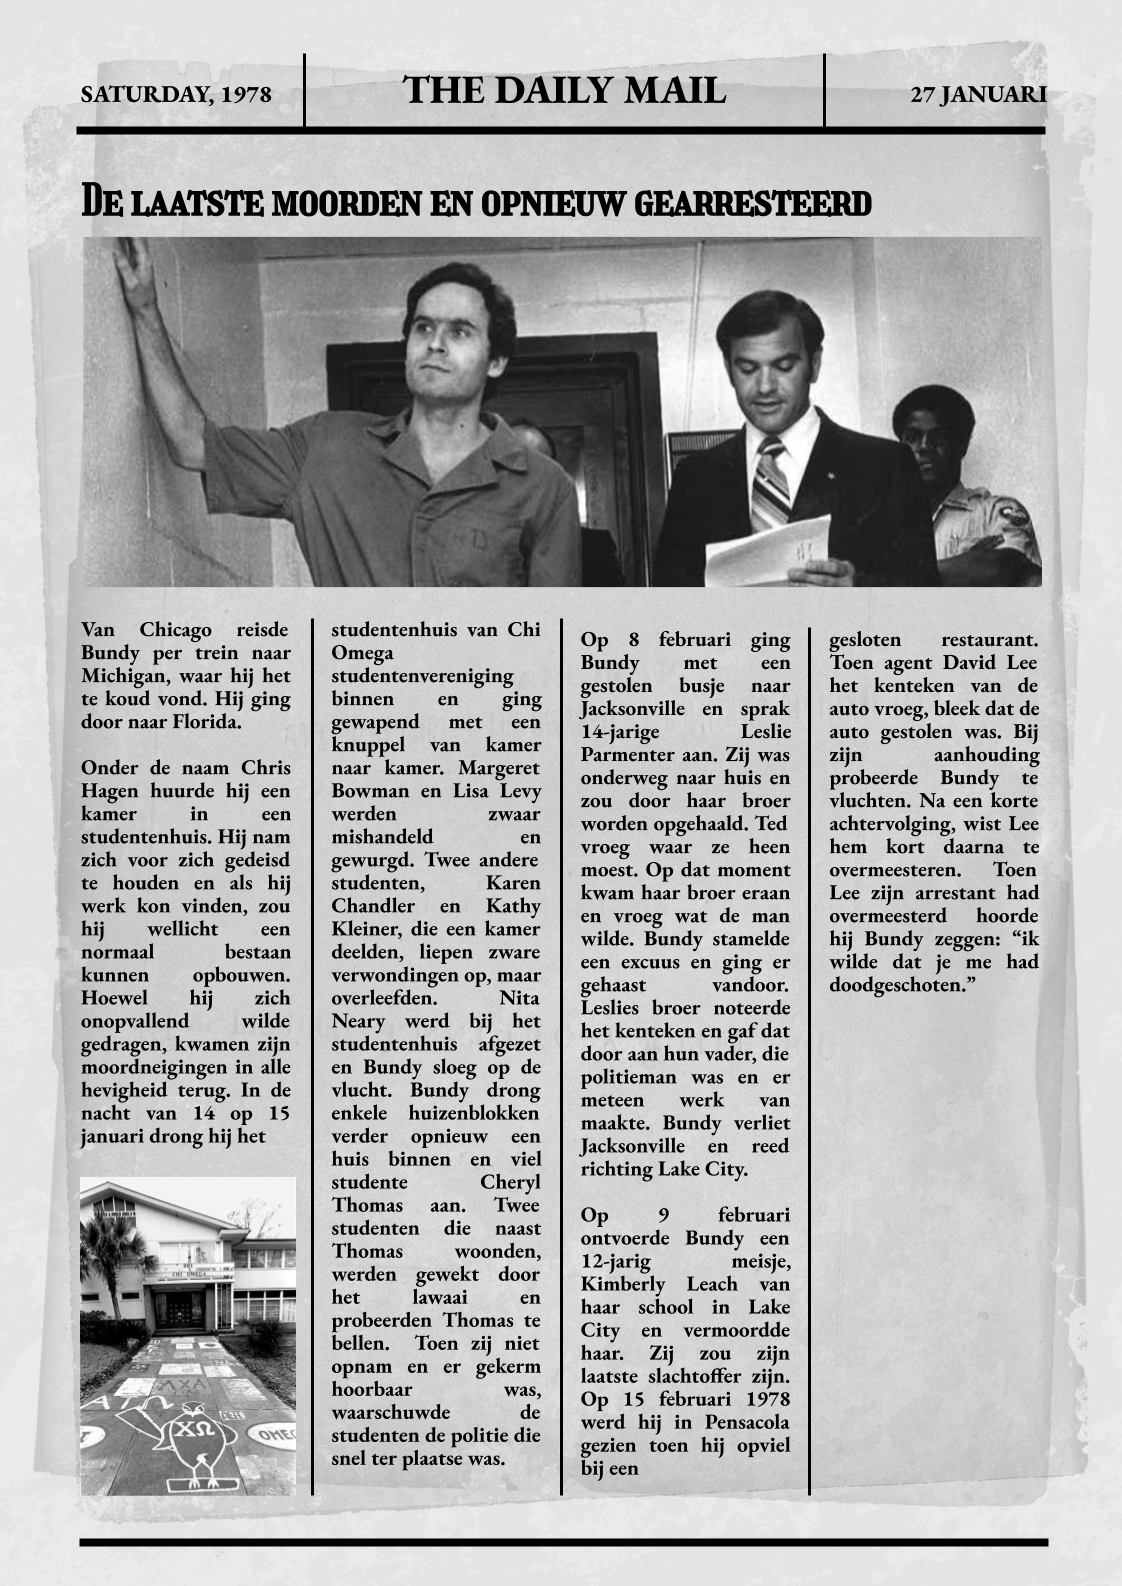 SATURDAY, 1978
THE DAILY MAIL
27 JANUARI
De laatste moorden en opnieuw gearresteerd
Van Chicago reisde
Bundy per trein naar
Michigan, waar hij het
te koud vond. Hij ging
door naar Florida.
Onder de naam Chris
Hagen huurde hij een
kamer in een
studentenhuis. Hij nam
zich voor zich gedeisd
te houden en als hij
werk kon vinden, zou
hij wellicht een
normaal bestaan
kunnen opbouwen.
Hoewel hij zich
onopvallend wilde
gedragen, kwamen zijn
moordneigingen in alle
hevigheid terug. In de
nacht van 14 op 15
januari drong hij het
CHI OMEGA
ΑΤΩ
ΧΩ
studentenhuis van Chi
Omega
studentenvereniging
binnen en ging
gewapend met een
knuppel van kamer
naar kamer. Margeret
Bowman en Lisa Levy
werden zwaar
mishandeld en
gewurgd. Twee andere
studenten, Karen
Chandler en Kathy
Kleiner, die een kamer
deelden, liepen zware
verwondingen op, maar
overleefden. Nita
Neary werd bij het
studentenhuis afgezet
en Bundy sloeg op de
vlucht. Bundy drong
enkele huizenblokken
verder opnieuw een
huis binnen en viel
studente Cheryl
Thomas aan. Twee
studenten die naast
Thomas woonden,
werden gewekt door
het lawaai en
probeerden Thomas te
bellen. Toen zij niet
opnam en er gekerm
hoorbaar was,
waarschuwde de
studenten de politie die
snel ter plaatse was.
Op 8 februari ging
Bundy met een
gestolen busje naar
Jacksonville en sprak
14-jarige Leslie
Parmenter aan. Zij was
onderweg naar huis en
zou door haar broer
worden opgehaald. Ted
vroeg waar ze heen
moest. Op dat moment
kwam haar broer eraan
en vroeg wat de man
wilde. Bundy stamelde
een excuus en ging er
gehaast vandoor.
Leslies broer noteerde
het kenteken en gaf dat
door aan hun vader, die
politieman was en er
meteen werk van
maakte. Bundy verliet
Jacksonville en reed
richting Lake City.
Op 9 februari
ontvoerde Bundy een
12-jarig meisje,
Kimberly Leach van
haar school in Lake
City en vermoordde
haar. Zij zou zijn
laatste slachtoffer zijn.
Op 15 februari 1978
werd hij in Pensacola
gezien toen hij opviel
bij een
gesloten restaurant.
Toen agent David Lee
het kenteken van de
auto vroeg, bleek dat de
auto gestolen was. Bij
zijn aanhouding
probeerde Bundy te
vluchten. Na een korte
achtervolging, wist Lee
hem kort daarna te
overmeesteren. Toen
Lee zijn arrestant had
overmeesterd hoorde
hij Bundy zeggen: “ik
wilde dat je me had
doodgeschoten.”